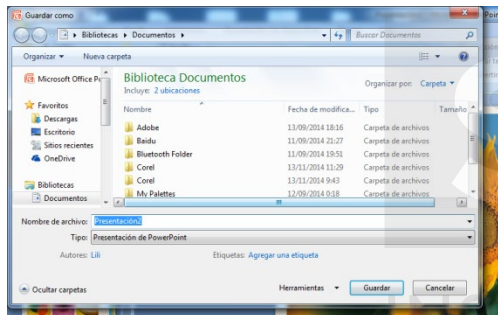 Guardar como
Bibliotecas ▸ Documentos ▸
Buscar Documentos
Organizar
Nueva carpeta
Microsoft Office
Favoritos
Descargas
Escritorio
Sitios recientes
OneDrive
Bibliotecas
Documentos
Biblioteca Documentos
Incluye: 2 ubicaciones
Organizar por: Carpeta
Nombre Fecha de modifica... Tipo Tamaño
Adobe 13/09/2014 18:16 Carpeta de archivos
Baidu 11/09/2014 21:27 Carpeta de archivos
Bluetooth Folder 11/09/2014 19:51 Carpeta de archivos
Corel 13/11/2014 11:29 Carpeta de archivos
Corel 13/11/2014 9:43 Carpeta de archivos
My Palettes 12/09/2014 0:18 Carpeta de archivos
Nombre de archivo: Presentación2
Tipo: Presentación de PowerPoint
Autores: Lili
Etiquetas: Agregar una etiqueta
Ocultar carpetas
Herramientas
Guardar
Cancelar